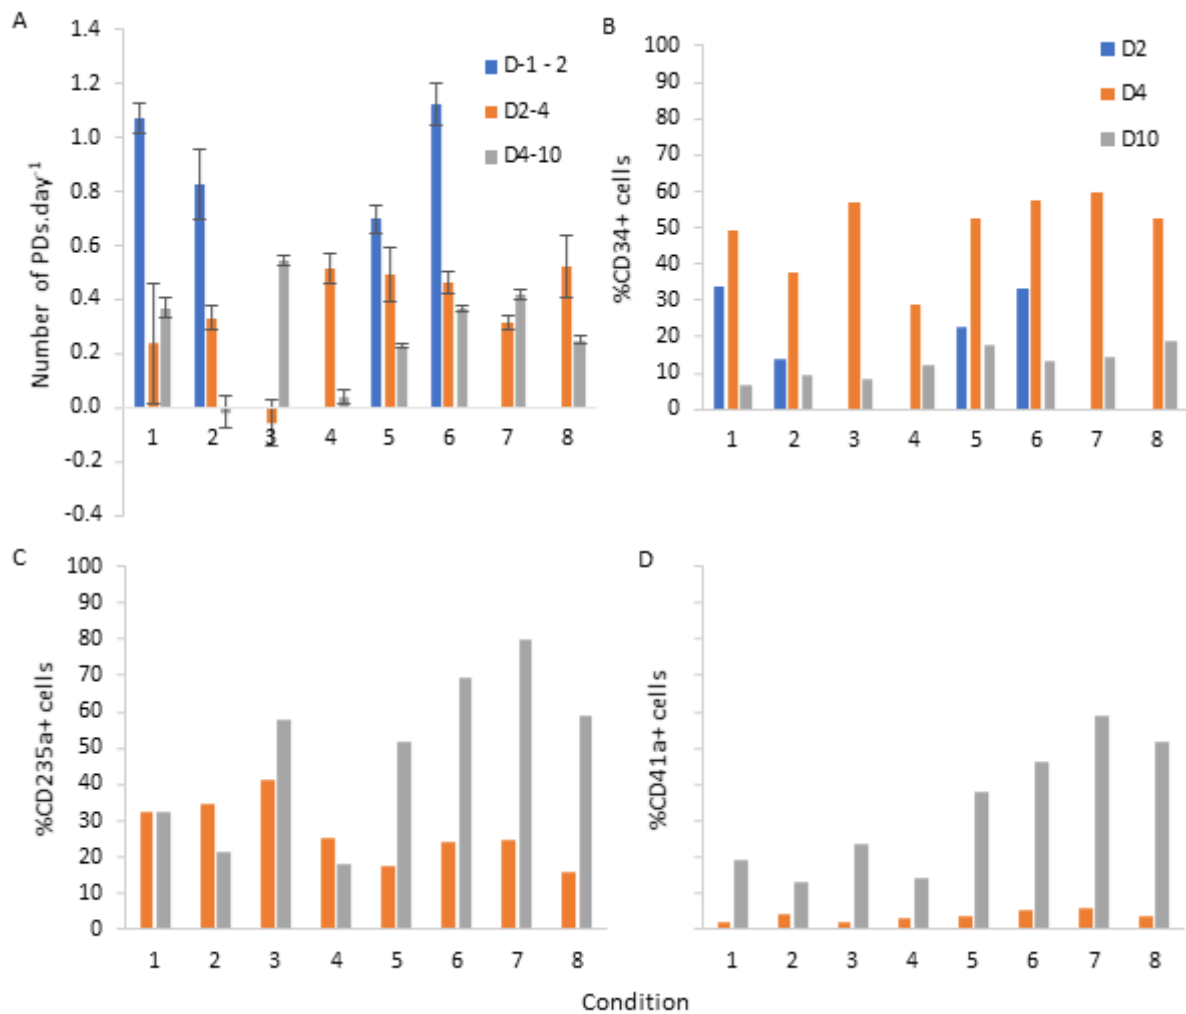 A
1.4
1.2
1.0
0.8
0.6
0.4
0.2
0.0
-0.2
-0.4
Number of PDs.day-1
D-1 - 2
D2-4
D4-10
1 2 3 4 5 6 7 8
B
100
90
80
70
60
50
40
30
20
10
0
%CD34+ cells
D2
D4
D10
1 2 3 4 5 6 7 8
C
100
90
80
70
60
50
40
30
20
10
0
%CD235a+ cells
1 2 3 4 5 6 7 8
D
%CD41a+ cells
1 2 3 4 5 6 7 8
Condition